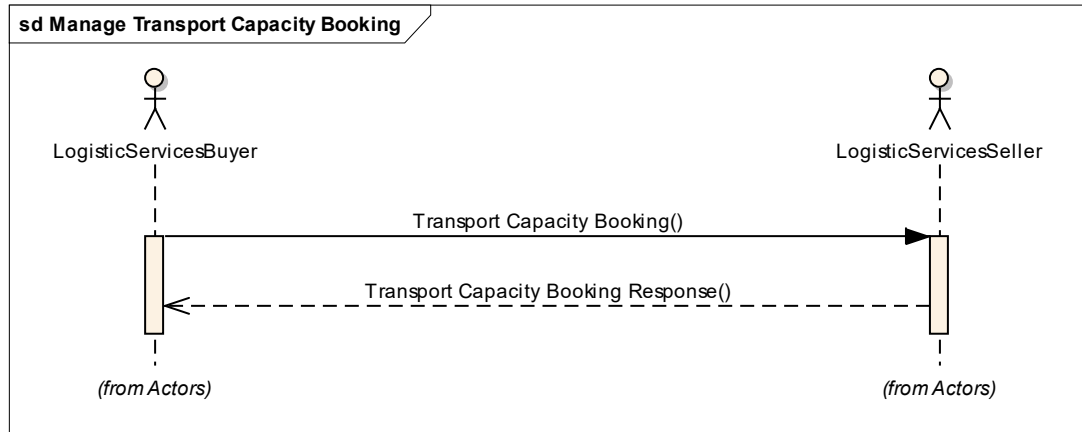 sd Manage Transport Capacity Booking
LogisticServicesBuyer
LogisticServicesSeller
Transport Capacity Booking()
Transport Capacity Booking Response()
(from Actors)
(from Actors)